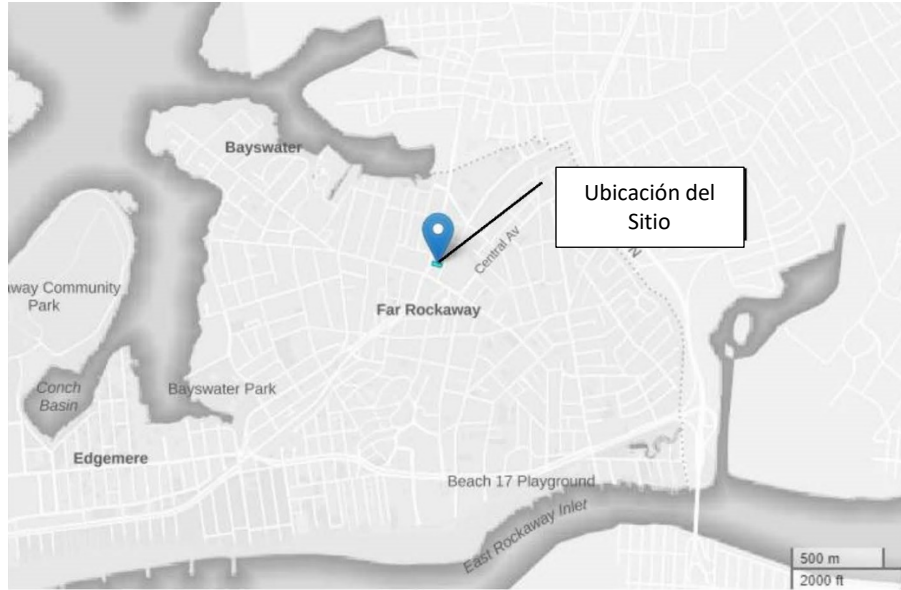 Bayswater
Ubicación del
Sitio
Central Av
N
away Community
Park
Far Rockaway
Conch
Basin
Bayswater Park
Edgemere
Beach 17 Playground
East Rockaway Inlet
500 m
2000 ft